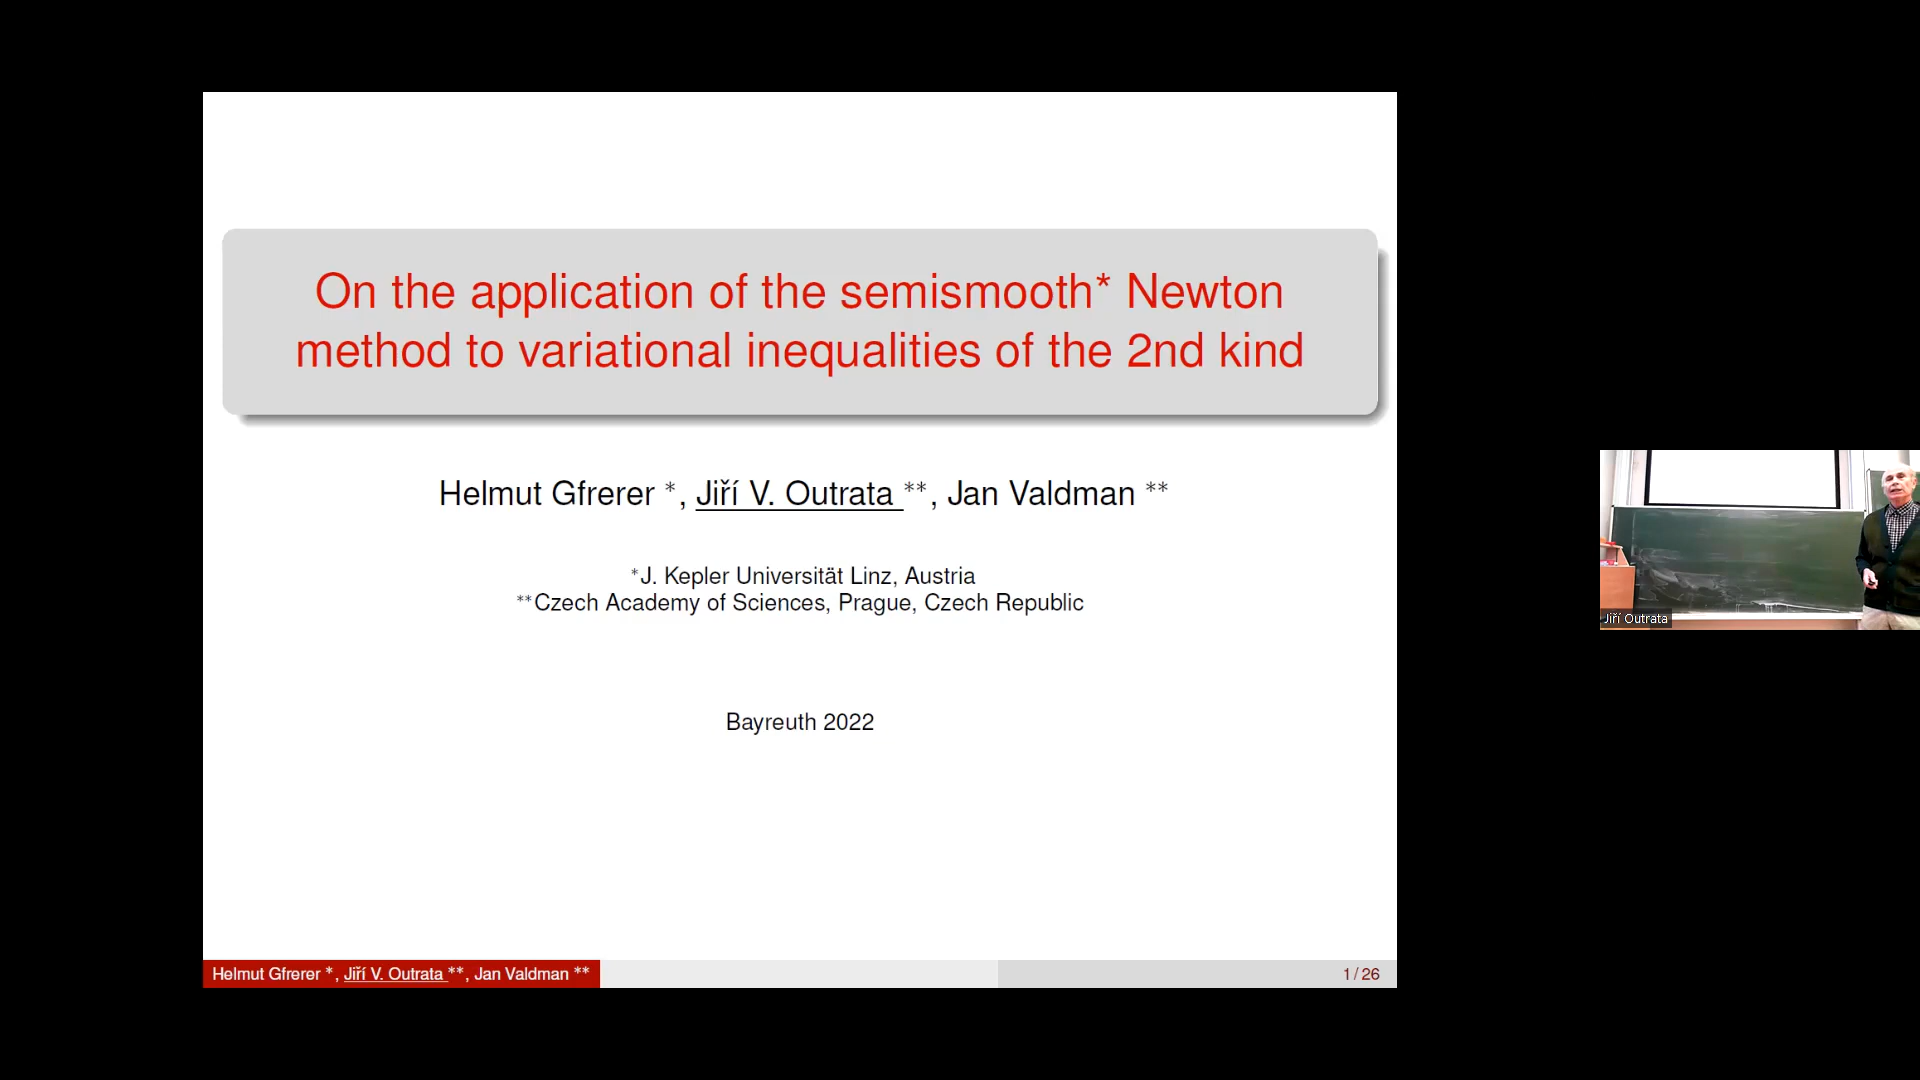 On the application of the semismooth* Newton
method to variational inequalities of the 2nd kind
Helmut Gfrerer *, Jiří V. Outrata **, Jan Valdman **
*J. Kepler Universität Linz, Austria
**Czech Academy of Sciences, Prague, Czech Republic
Bayreuth 2022
Helmut Gfrerer *, Jiří V. Outrata **, Jan Valdman **
1 / 26
Jiří Outrata